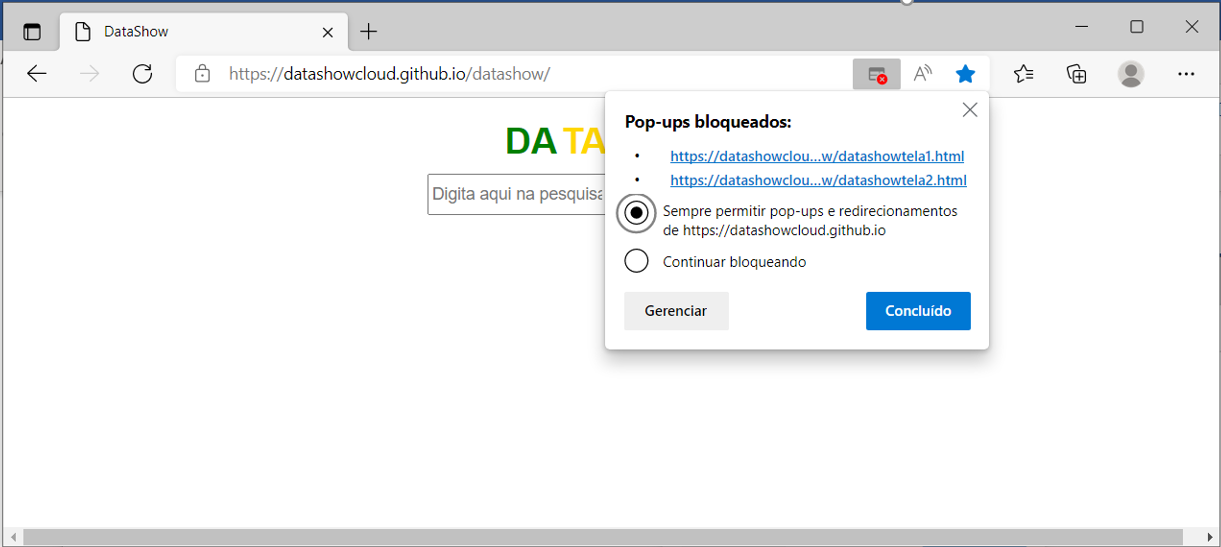 DataShow
https://datashowcloud.github.io/datashow/
Pop-ups bloqueados:
DA TA
• https://datashowclou...w/datashowtela1.html
• https://datashowclou...w/datashowtela2.html
Digita aqui na pesquisa
Sempre permitir pop-ups e redirecionamentos
de https://datashowcloud.github.io
Continuar bloqueando
Gerenciar
Concluído